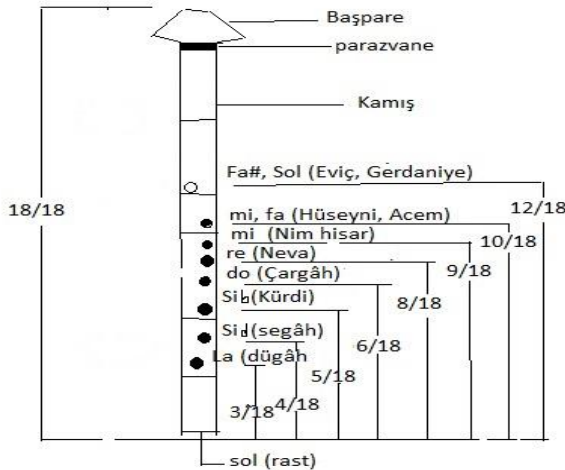 Başpare
parazvane
Kamış
Fa#, Sol (Eviç, Gerdaniye)
18/18
12/18
mi, fa (Hüseyni, Acem)
10/18
mi (Nim hisar)
9/18
re (Neva)
8/18
do (Çargâh)
6/18
Si♭(Kürdi)
5/18
Si (segâh)
4/18
La (dügâh
3/18
sol (rast)